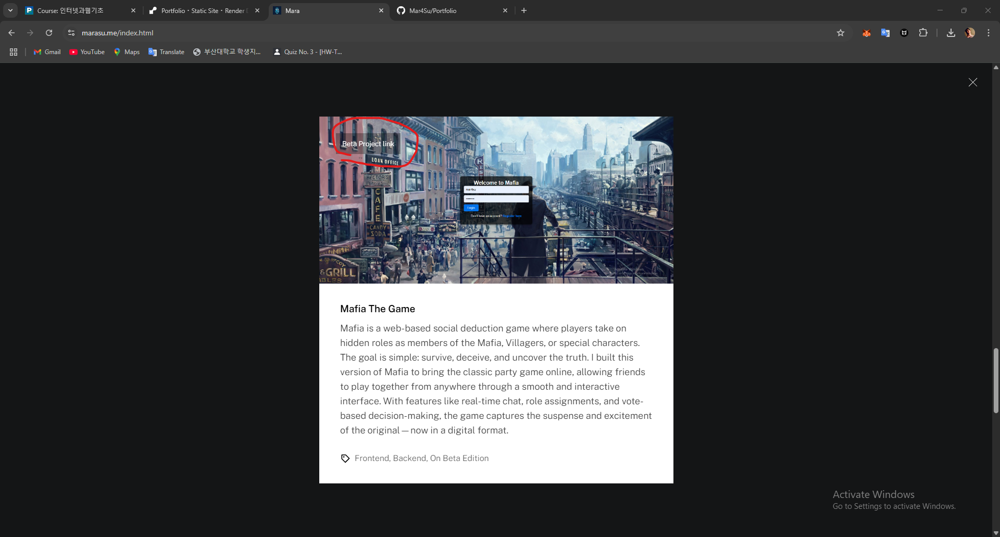 Course: 인터넷과웹기초
Portfolio · Static Site · Render
Mara
Mar4Su/Portfolio
marasu.me/index.html
Gmail
YouTube
Maps
Translate
부산대학교 학생지...
Quiz No. 3 - [HW-T...
Beta Project link
LOAN OFFICE
HECTOR'S
CAFE
CANDY
SODA
& GRILL
Welcome to Mafia
mar4su
Login
Don't have an account? Register here
Activate Windows
Mafia The Game
Mafia is a web-based social deduction game where players take on
hidden roles as members of the Mafia, Villagers, or special characters.
The goal is simple: survive, deceive, and uncover the truth. I built this
version of Mafia to bring the classic party game online, allowing friends
to play together from anywhere through a smooth and interactive
interface. With features like real-time chat, role assignments, and vote-
based decision-making, the game captures the suspense and excitement
of the original — now in a digital format.
Frontend, Backend, On Beta Edition
Activate Windows
Go to Settings to activate Windows.